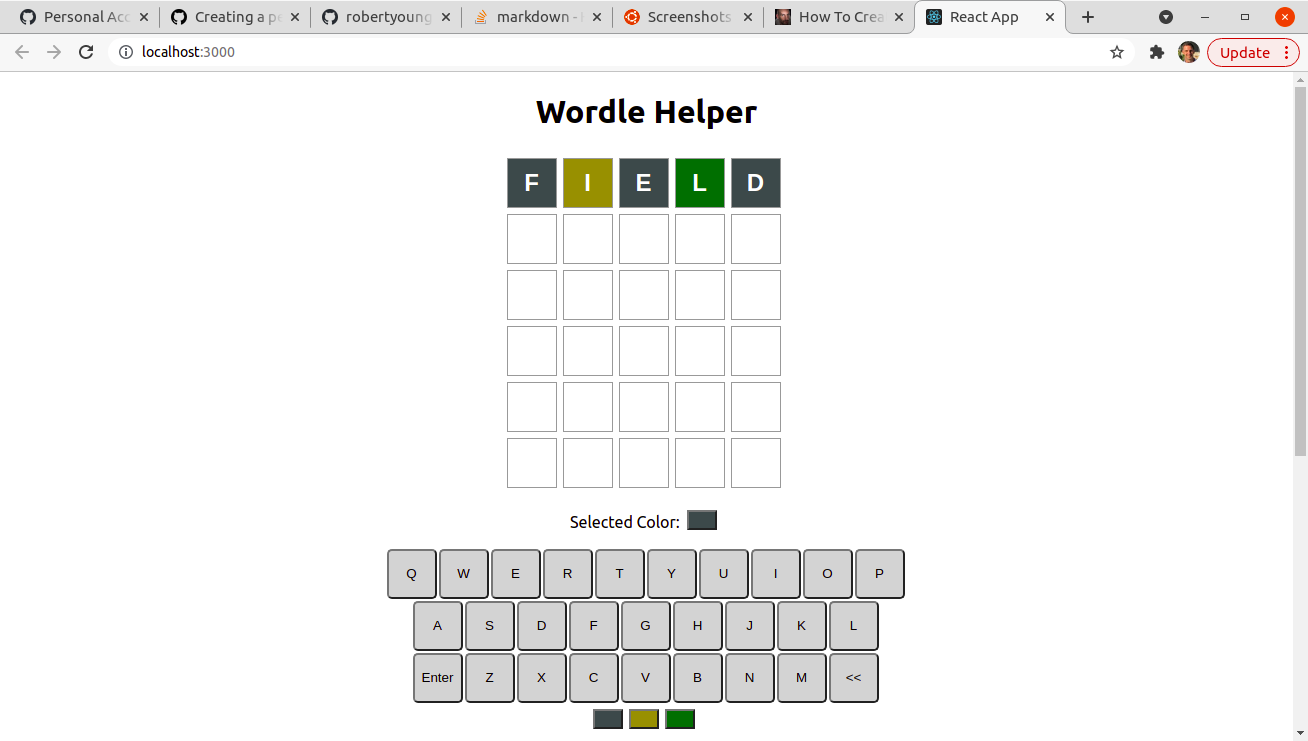 Personal Acc
Creating a pe
robertyoung
markdown -
Screenshots
How To Crea
React App
localhost:3000
Update
Wordle Helper
F I E L D
Selected Color:
Q W E R T Y U I O P
A S D F G H J K L
Enter Z X C V B N M <<